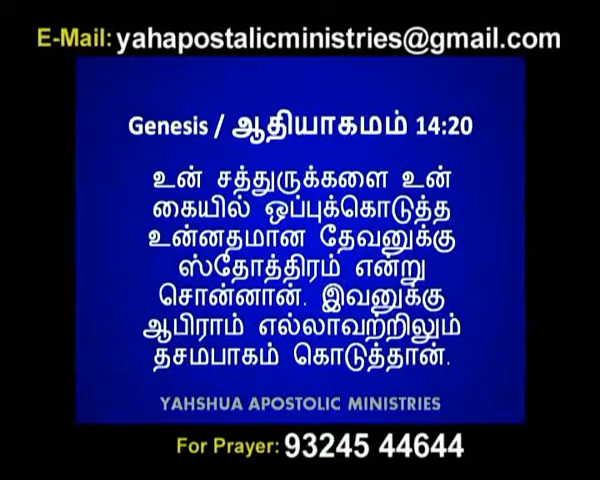 E-Mail: yahapostalicministries@gmail.com
Genesis / ஆதியாகமம் 14:20
உன் சத்துருக்களை உன்
கையில் ஒப்புக்கொடுத்த
உன்னதமான தேவனுக்கு
ஸ்தோத்திரம் என்று
சொன்னான். இவனுக்கு
ஆபிராம் எல்லாவற்றிலும்
தசமபாகம் கொடுத்தான்.
YAHSHUA APOSTOLIC MINISTRIES
For Prayer: 93245 44644